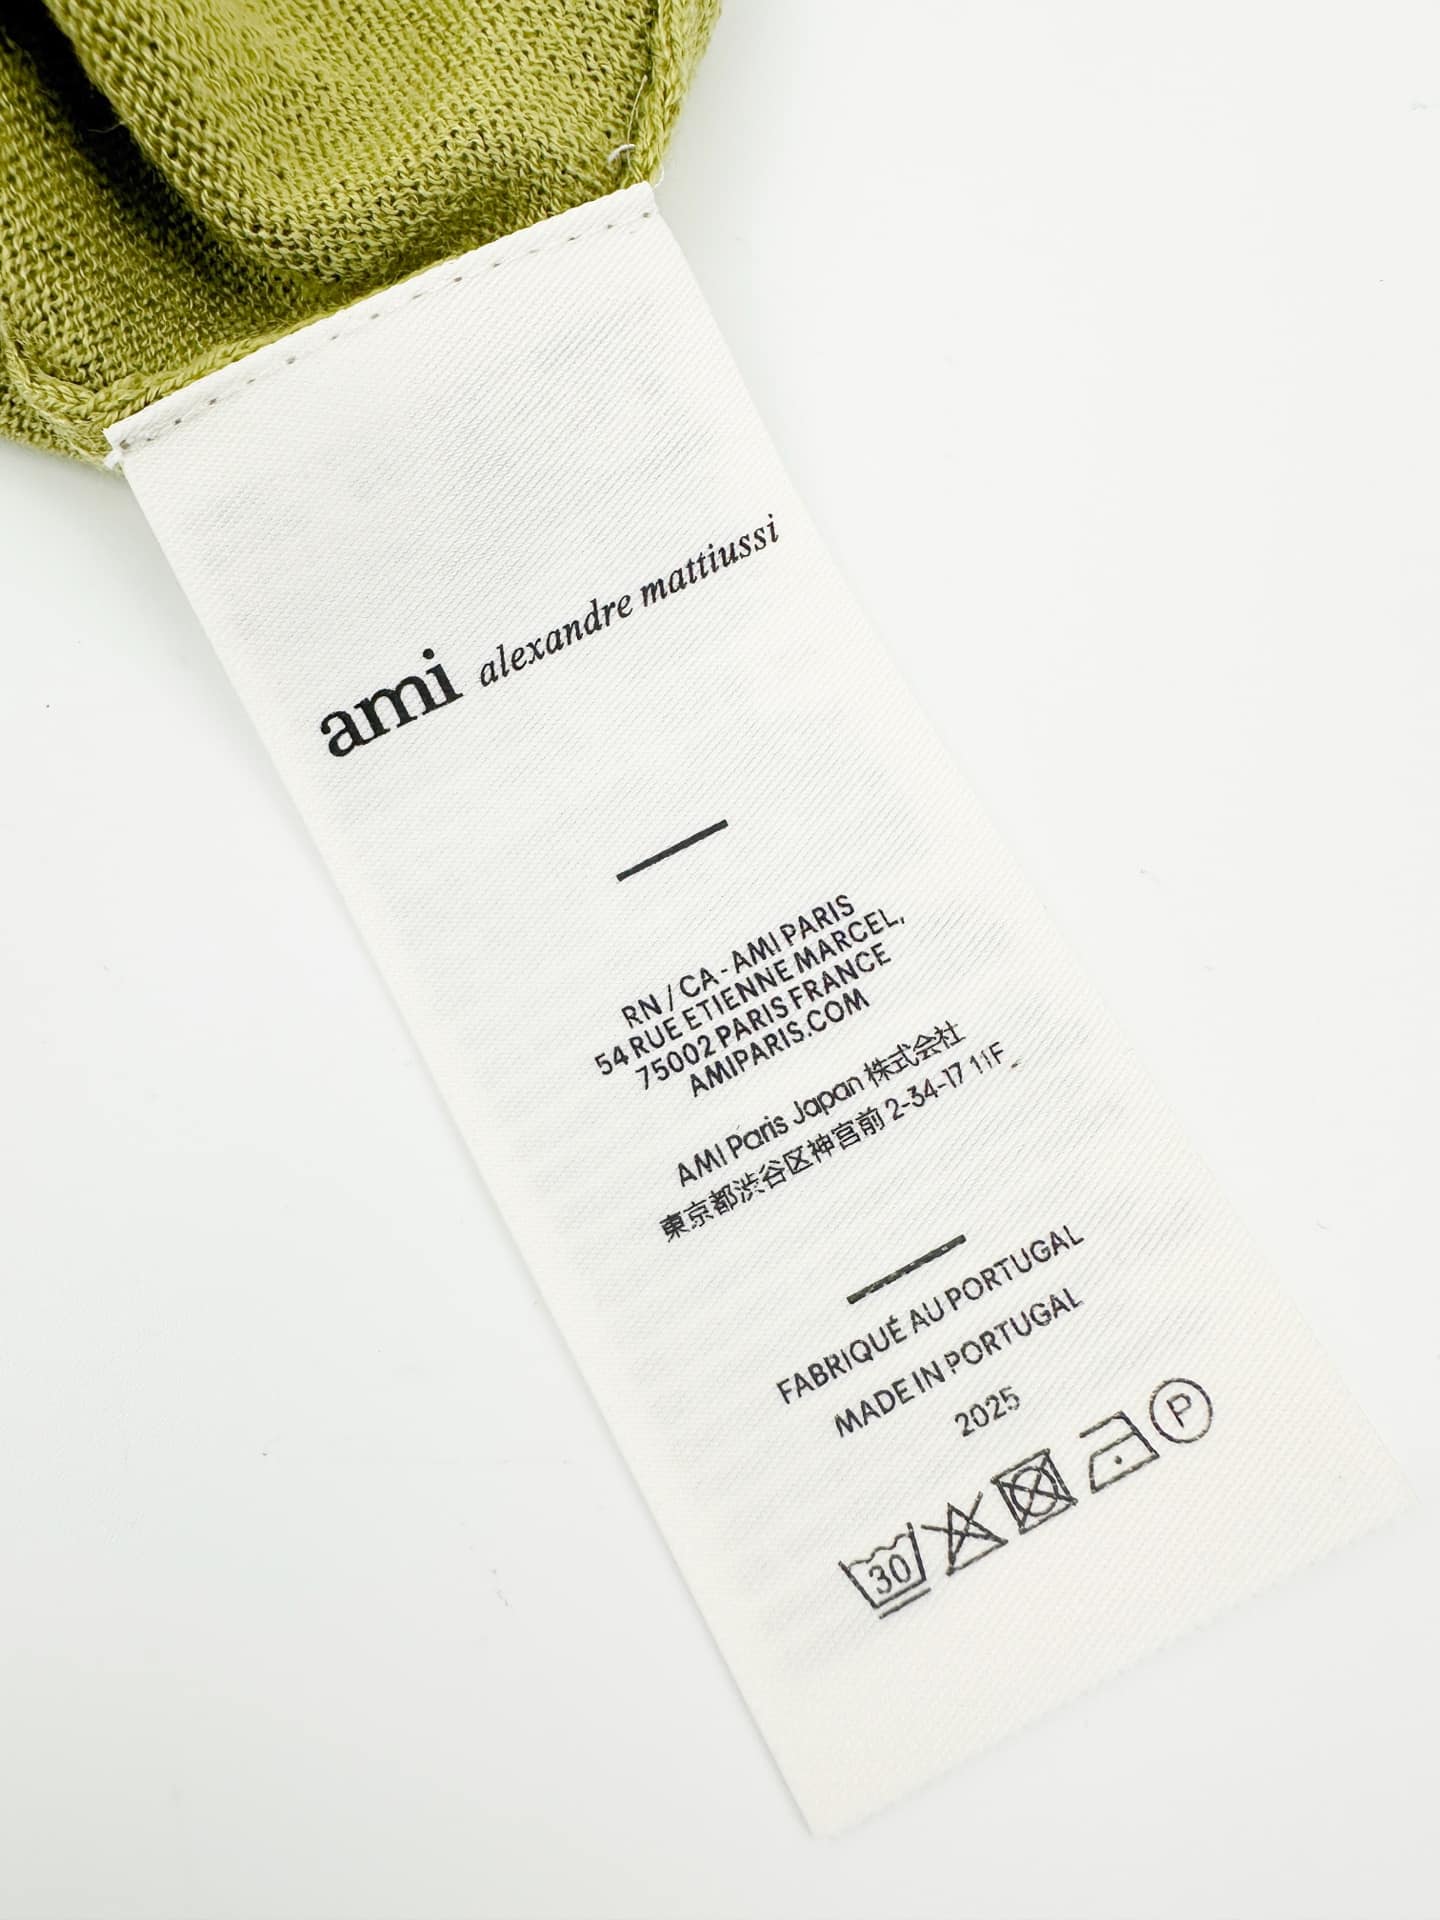 ami alexandre mattiussi
RN / CA - AMI PARIS
54 RUE ETIENNE MARCEL,
75002 PARIS FRANCE
AMIPARIS.COM
AMI Paris Japan 株式会社
東京都渋谷区神宮前 2-34-17 11F
FABRIQUÉ AU PORTUGAL
MADE IN PORTUGAL
2025
30
P